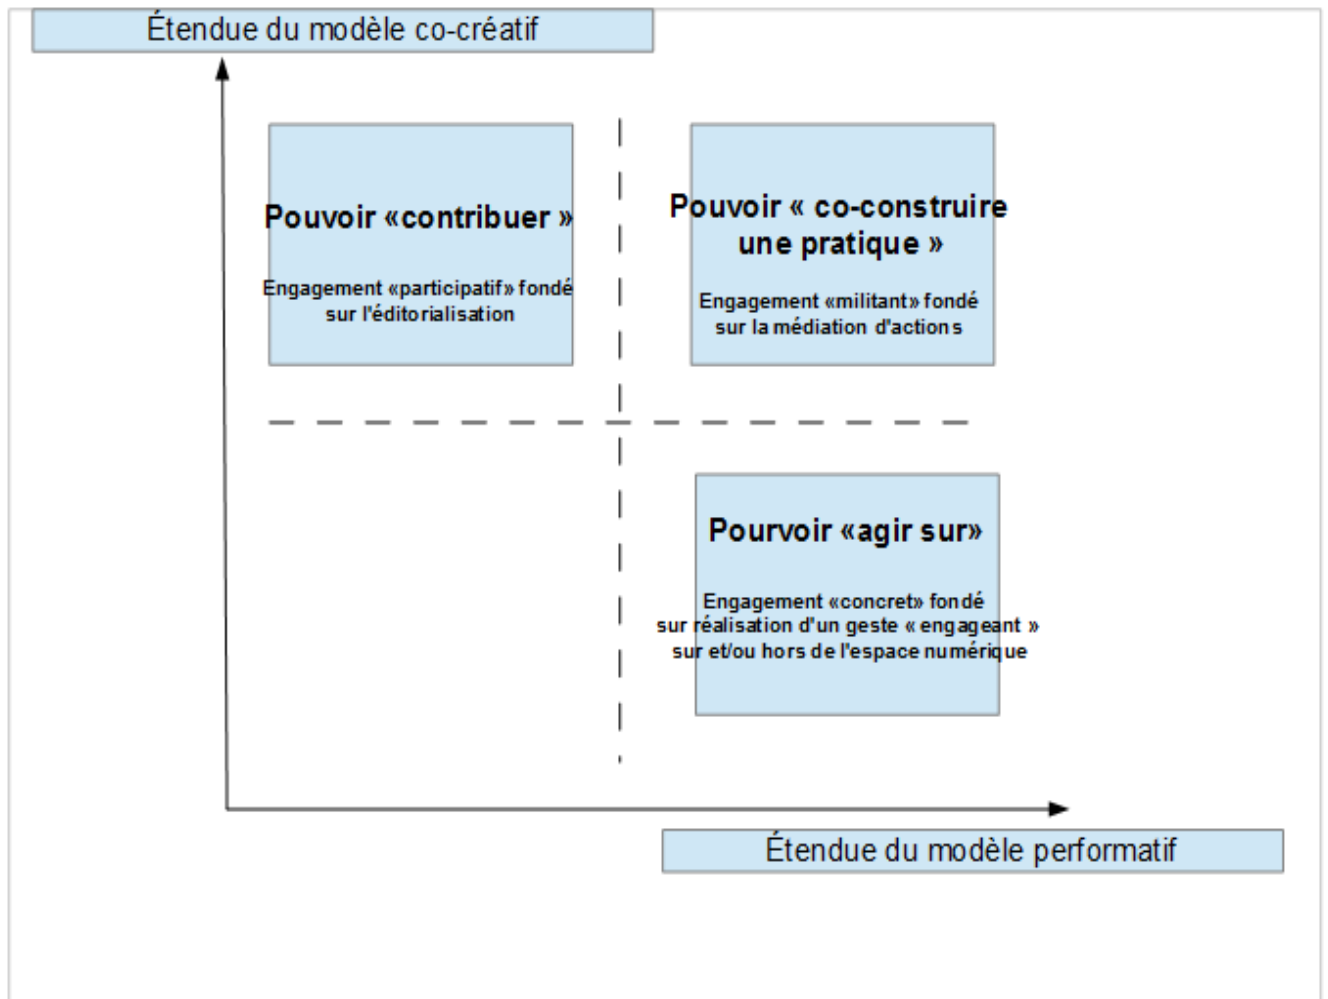 Étendue du modèle co-créatif
Pouvoir «contribuer »
Engagement «participatif» fondé
sur l'éditorialisation
Pouvoir « co-construire
une pratique »
Engagement «militant» fondé
sur la médiation d'actions
Pourvoir «agir sur»
Engagement «concret» fondé
sur réalisation d'un geste « engageant »
sur et/ou hors de l'espace numérique
Étendue du modèle performatif